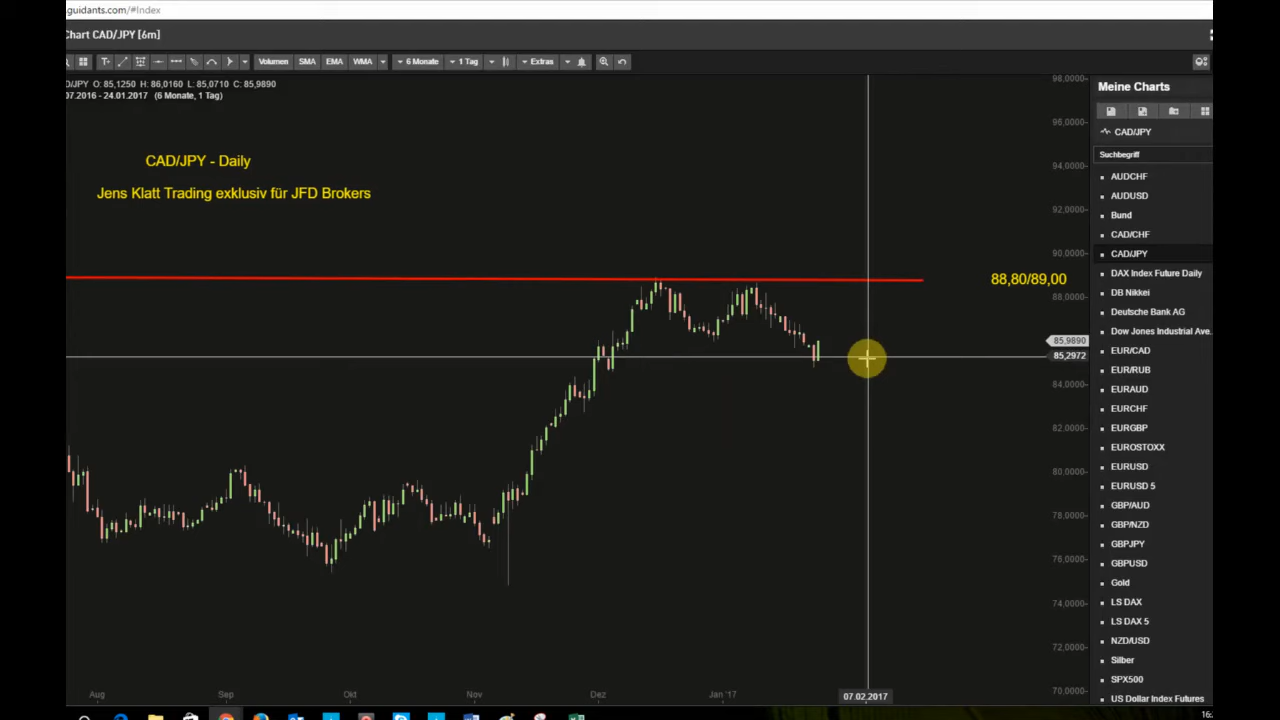 guidants.com/#Index
Chart CAD/JPY [6m]
T+ Volumen SMA EMA WMA 6 Monate 1 Tag Extras
D/JPY O: 85,1250 H: 86,0160 L: 85,0710 C: 85,9890
07.2016 - 24.01.2017 (6 Monate, 1 Tag)
CAD/JPY - Daily
Jens Klatt Trading exklusiv für JFD Brokers
88,80/89,00
98,0000
96,0000
94,0000
92,0000
90,0000
88,0000
85,9890
85,2972
84,0000
82,0000
80,0000
78,0000
76,0000
74,0000
72,0000
70,0000
Aug Sep Okt Nov Dez Jan '17 07.02.2017
Meine Charts
CAD/JPY
Suchbegriff
AUDCHF
AUDUSD
Bund
CAD/CHF
CAD/JPY
DAX Index Future Daily
DB Nikkei
Deutsche Bank AG
Dow Jones Industrial Ave.
EUR/CAD
EUR/RUB
EURAUD
EURCHF
EURGBP
EUROSTOXX
EURUSD
EURUSD 5
GBP/AUD
GBP/NZD
GBPJPY
GBPUSD
Gold
LS DAX
LS DAX 5
NZD/USD
Silber
SPX500
US Dollar Index Futures
16: